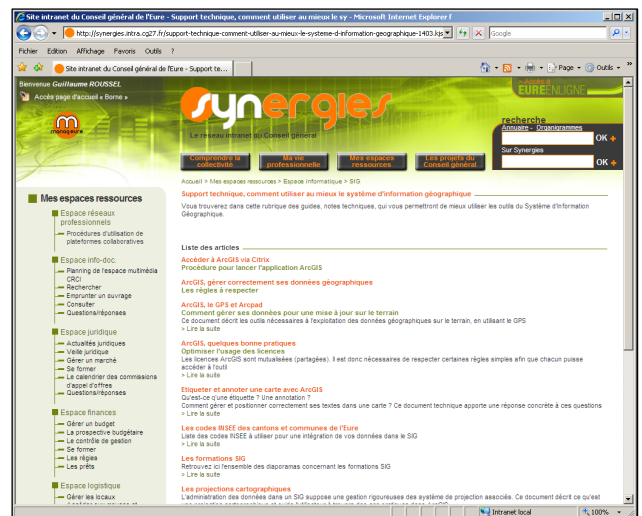 Site intranet du Conseil général de l'Eure - Support technique, comment utiliser au mieux le sy - Microsoft Internet Explorer f
http://synergies.intra.cg27.fr/support-technique-comment-utiliser-au-mieux-le-systeme-d-information-geographique-1403.kjs
Google
Fichier Edition Affichage Favoris Outils ?
Site intranet du Conseil général de l'Eure - Support te...
Page Outils
Bienvenue Guillaume ROUSSEL
Accès page d'accueil « Borne »
manageure
synergies
Le réseau intranet du Conseil général
> Accès à
EUREENLIGNE
recherche
Annuaire - Organigrammes
OK
Sur Synergies
OK
Comprendre la collectivité
Ma vie professionnelle
Mes espaces ressources
Les projets du Conseil général
Accueil > Mes espaces ressources > Espace informatique > SIG
Support technique, comment utiliser au mieux le système d'information géographique
Vous trouverez dans cette rubrique des guides, notes techniques, qui vous permettront de mieux utiliser les outils du Système d'Information
Géographique.
Mes espaces ressources
Espace réseaux
professionnels
Procédures d'utilisation de
plateformes collaboratives
Espace info-doc.
Planning de l'espace multimédia
CRCI
Rechercher
Emprunter un ouvrage
Consulter
Questions/réponses
Espace juridique
Actualités juridiques
Veille juridique
Gérer un marché
Se former
Le calendrier des commissions
d'appel d'offres
Questions/réponses
Espace finances
Gérer un budget
La prospective budgétaire
Le contrôle de gestion
Se former
Les régies
Les prêts
Espace logistique
Gérer les locaux
Liste des articles
Accéder à ArcGIS via Citrix
Procédure pour lancer l'application ArcGIS
ArcGIS, gérer correctement ses données géographiques
Les règles à respecter
ArcGIS, le GPS et Arcpad
Comment gérer ses données pour une mise à jour sur le terrain
Ce document décrit les outils nécessaires à l'exploitation des données géographiques sur le terrain, en utilisant le GPS
> Lire la suite
ArcGIS, quelques bonne pratiques
Optimiser l'usage des licences
Les licences ArcGIS sont mutualisées (partagées). Il est donc nécessaires de respecter certaines règles simples afin que chacun puisse
accéder à l'outil
> Lire la suite
Etiqueter et annoter une carte avec ArcGIS
Qu'est-ce qu'une étiquette ? Une annotation ?
Comment gérer et positionner correctement ses textes dans une carte ? Ce document technique apporte une réponse concrète à ces questions
> Lire la suite
Les codes INSEE des cantons et communes de l'Eure
Liste des codes INSEE à utiliser pour une intégration de vos données dans le SIG
> Lire la suite
Les formations SIG
Retrouvez ici l'ensemble des diaporamas concernant les formations SIG
> Lire la suite
Les projections cartographiques
L'administration des données dans un SIG suppose une gestion rigoureuses des système de projection associés. Ce document décrit ce qu'est
Intranet local
100%